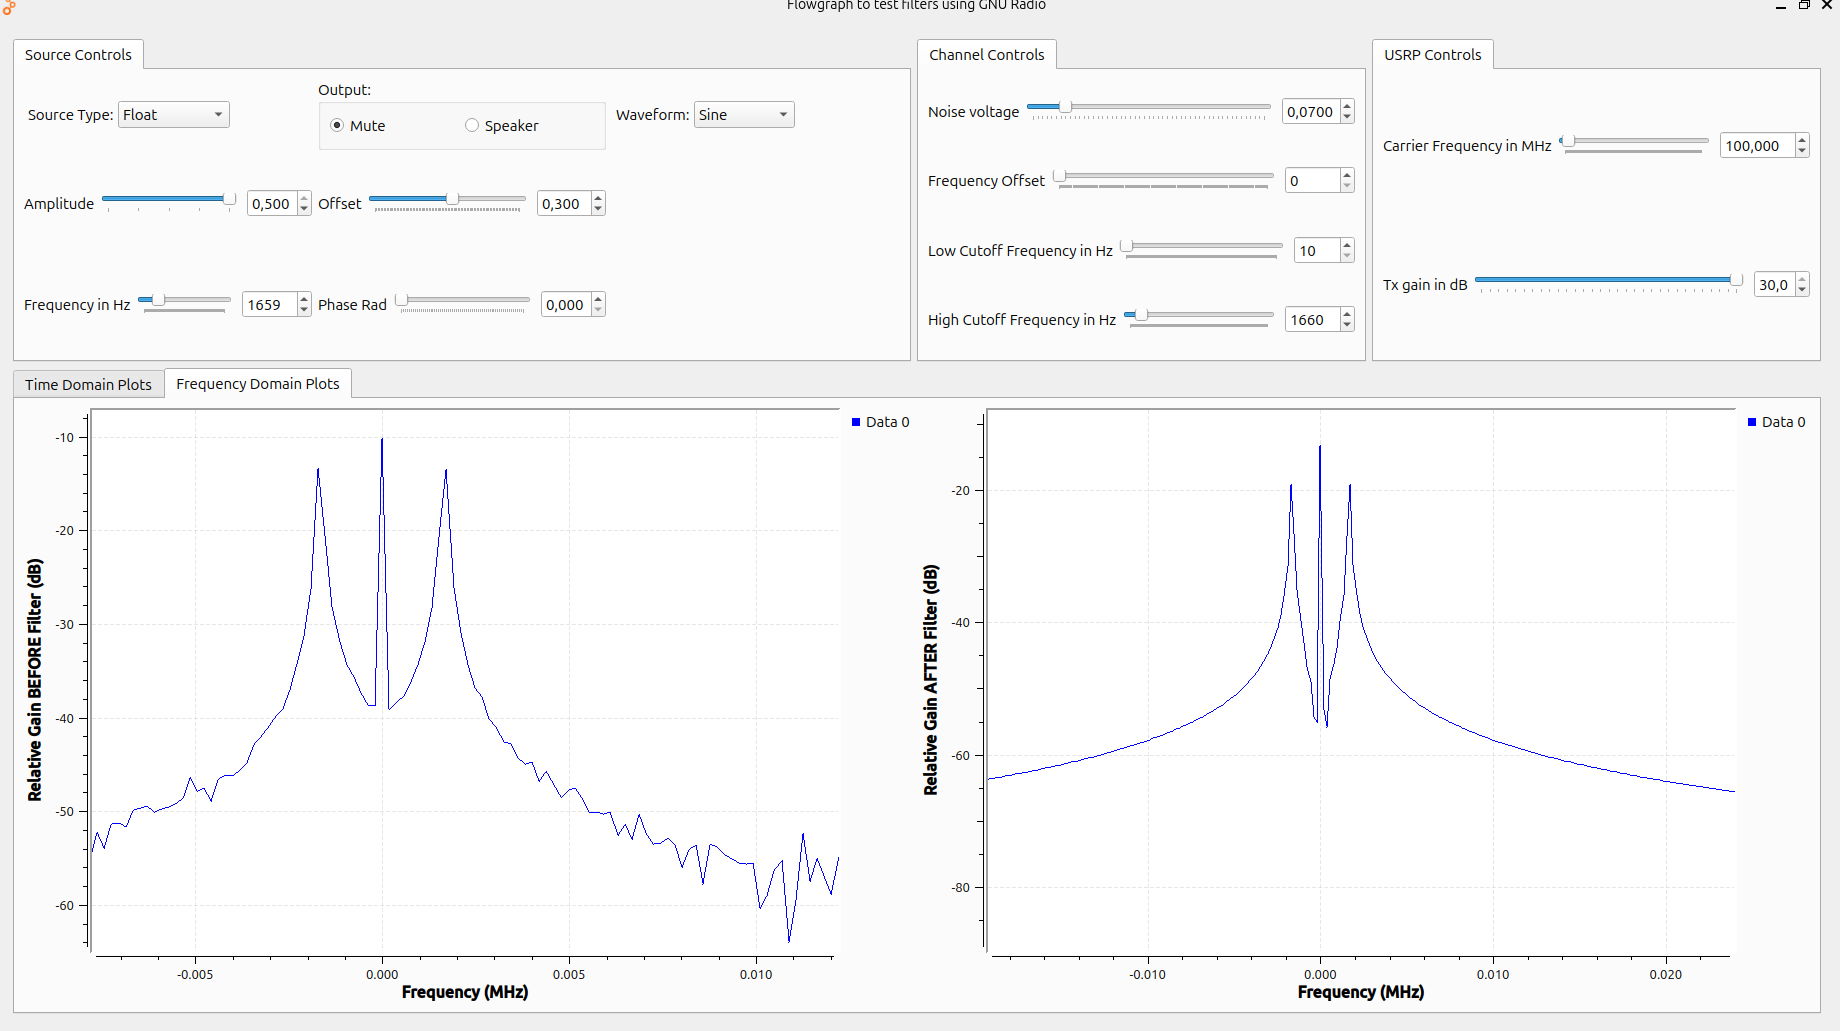 Flowgraph to test filters using GNU Radio
Source Controls
Source Type: Float
Output:
Mute Speaker
Waveform: Sine
Amplitude 0,500 Offset 0,300
Frequency in Hz 1659 Phase Rad 0,000
Channel Controls
Noise voltage 0,0700
Frequency Offset 0
Low Cutoff Frequency in Hz 10
High Cutoff Frequency in Hz 1660
USRP Controls
Carrier Frequency in MHz 100,000
Tx gain in dB 30,0
Time Domain Plots Frequency Domain Plots
Relative Gain BEFORE Filter (dB)
-10
-20
-30
-40
-50
-60
-0.005 0.000 0.005 0.010
Frequency (MHz)
Data 0
Relative Gain AFTER Filter (dB)
-20
-40
-60
-80
-0.010 0.000 0.010 0.020
Frequency (MHz)
Data 0